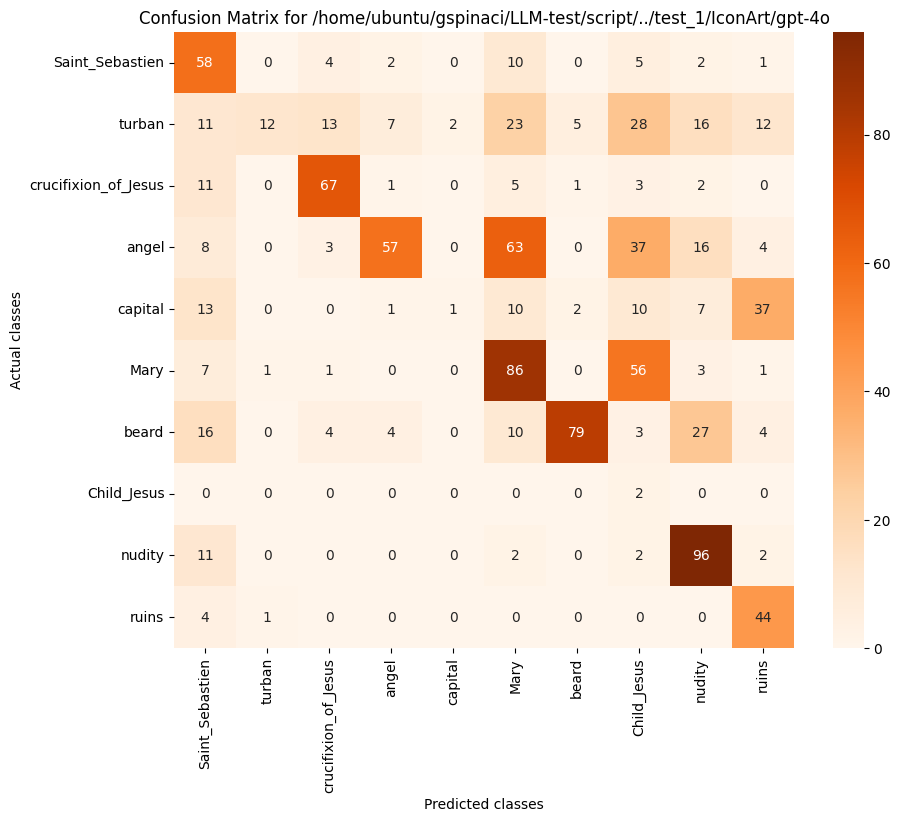 Confusion Matrix for /home/ubuntu/gspinaci/LLM-test/script/../test_1/IconArt/gpt-4o
Saint_Sebastien 58 0 4 2 0 10 0 5 2 1
turban 11 12 13 7 2 23 5 28 16 12
crucifixion_of_Jesus 11 0 67 1 0 5 1 3 2 0
angel 8 0 3 57 0 63 0 37 16 4
capital 13 0 0 1 1 10 2 10 7 37
Mary 7 1 1 0 0 86 0 56 3 1
beard 16 0 4 4 0 10 79 3 27 4
Child_Jesus 0 0 0 0 0 0 0 2 0 0
nudity 11 0 0 0 0 2 0 2 96 2
ruins 4 1 0 0 0 0 0 0 0 44
Actual classes
Saint_Sebastien turban crucifixion_of_Jesus angel capital Mary beard Child_Jesus nudity ruins
Predicted classes
80
60
40
20
0